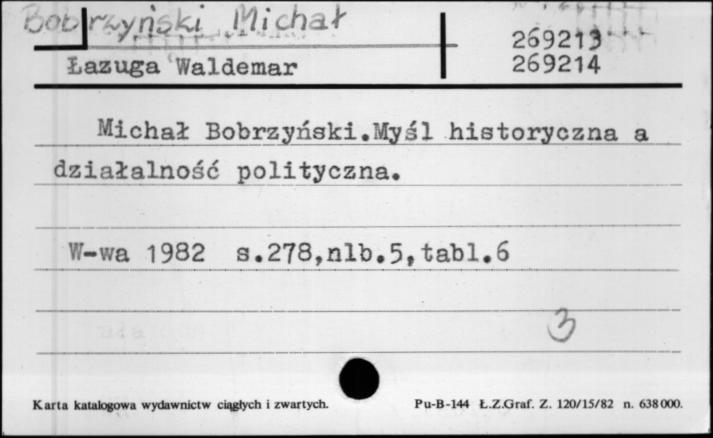 Bobrzyński Michał
269213
Łazuga Waldemar
269214
Michał Bobrzyński.Myśl historyczna a
działalność polityczna.
W-wa 1982 s.278,nlb.5,tabl.6
3
Karta katalogowa wydawnictw ciągłych i zwartych. Pu-B-144 Ł.Z.Graf. Z. 120/15/82 n. 638000.